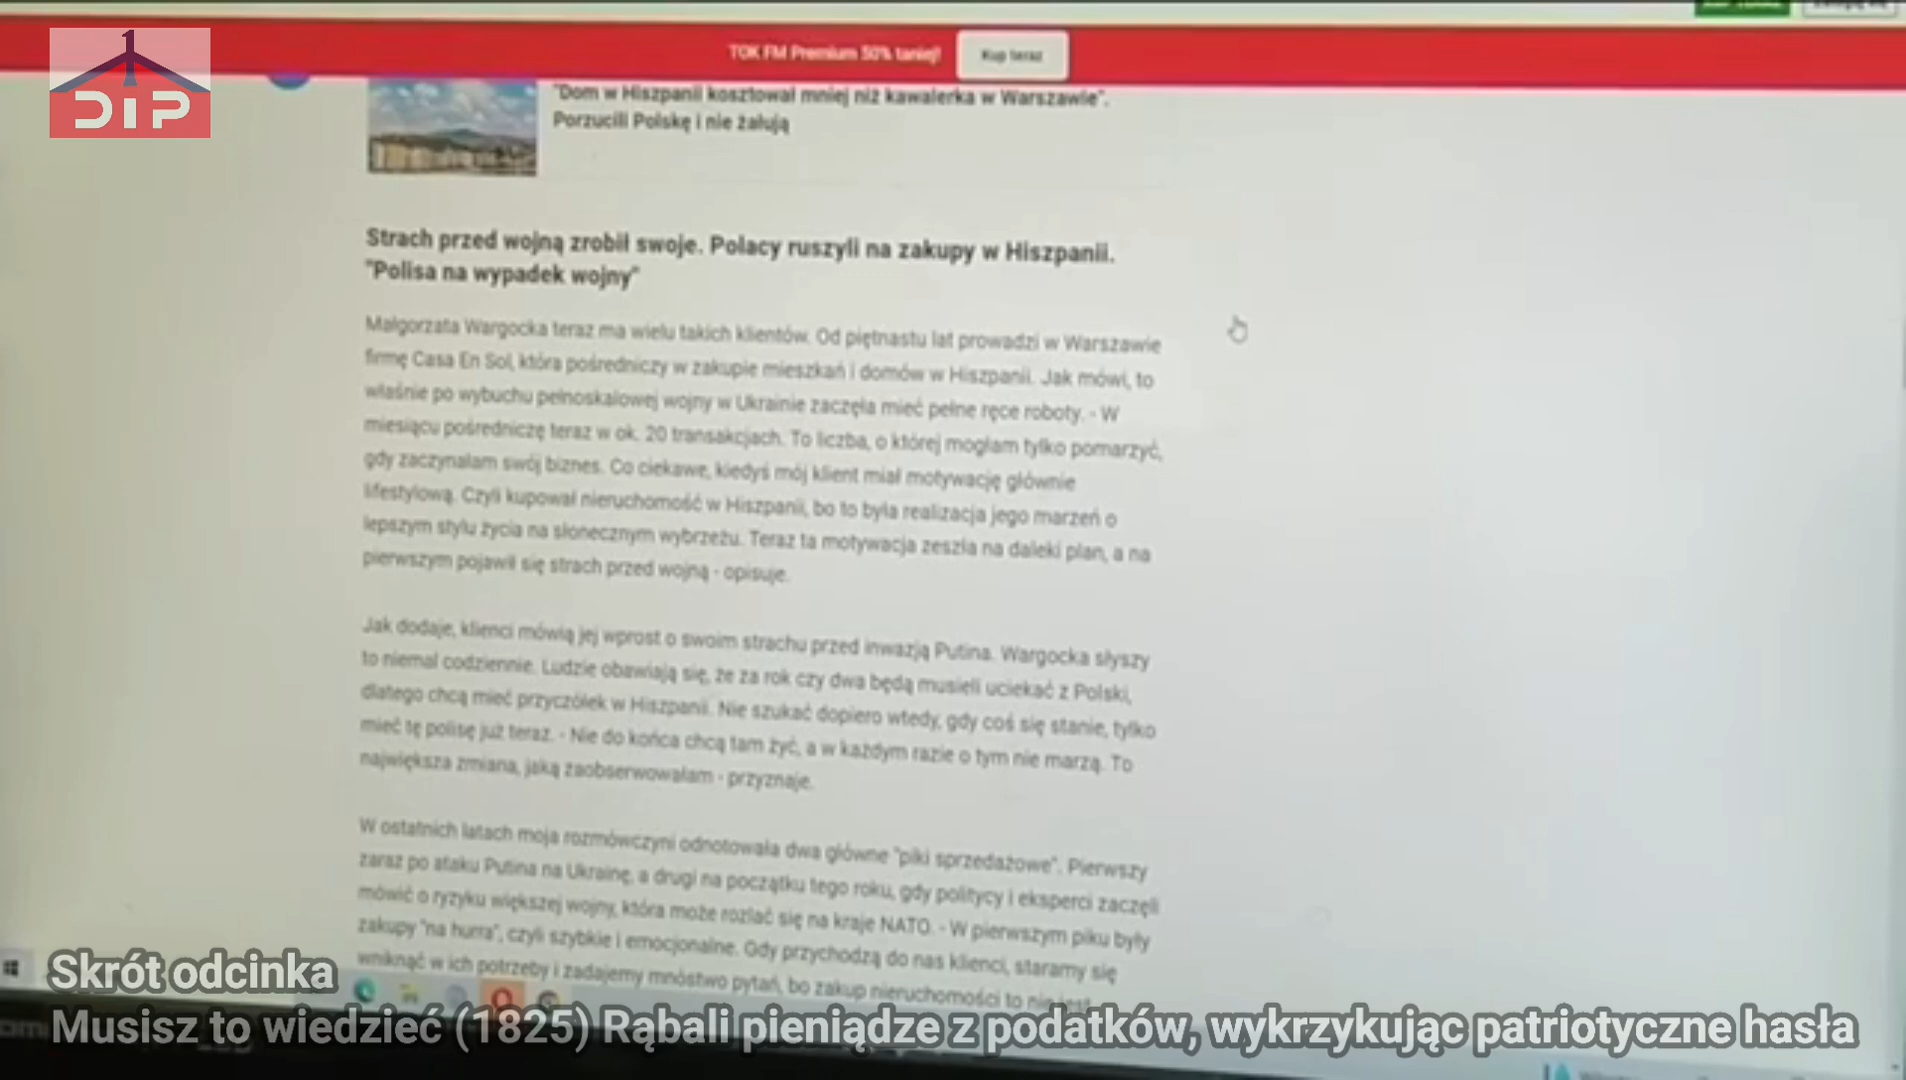 TOK FM Premium 50% taniej!
Kup teraz
1
DIP
"Dom w Hiszpanii kosztował mniej niż kawalerka w Warszawie".
Porzucili Polskę i nie żałują
Strach przed wojną zrobił swoje. Polacy ruszyli na zakupy w Hiszpanii.
"Polisa na wypadek wojny"
Małgorzata Wargocka teraz ma wielu takich klientów. Od piętnastu lat prowadzi w Warszawie
firmę Casa En Sol, która pośredniczy w zakupie mieszkań i domów w Hiszpanii. Jak mówi, to
właśnie po wybuchu pełnoskalowej wojny w Ukrainie zaczęła mieć pełne ręce roboty. - W
miesiącu pośredniczę teraz w ok. 20 transakcjach. To liczba, o której mogłam tylko pomarzyć,
gdy zaczynałam swój biznes. Co ciekawe, kiedyś mój klient miał motywację głównie
lifestylową. Czyli kupował nieruchomość w Hiszpanii, bo to była realizacja jego marzeń o
lepszym stylu życia na słonecznym wybrzeżu. Teraz ta motywacja zeszła na daleki plan, a na
pierwszym pojawił się strach przed wojną - opisuje.
Jak dodaje, klienci mówią jej wprost o swoim strachu przed inwazją Putina. Wargocka słyszy
to niemal codziennie. Ludzie obawiają się, że za rok czy dwa będą musieli uciekać z Polski,
dlatego chcą mieć przyczółek w Hiszpanii. Nie szukać dopiero wtedy, gdy coś się stanie, tylko
mieć tę polisę już teraz. - Nie do końca chcą tam żyć, a w każdym razie o tym nie marzą. To
największa zmiana, jaką zaobserwowałam - przyznaje.
W ostatnich latach moja rozmówczyni odnotowała dwa główne "piki sprzedażowe". Pierwszy
zaraz po ataku Putina na Ukrainę, a drugi na początku tego roku, gdy politycy i eksperci zaczęli
mówić o ryzyku większej wojny, która może rozlać się na kraje NATO. - W pierwszym piku były
zakupy "na hurra", czyli szybkie i emocjonalne. Gdy przychodzą do nas klienci, staramy się
wniknąć w ich potrzeby i zadajemy mnóstwo pytań, bo zakup nieruchomości to nie jest
Skrót odcinka
Musisz to wiedzieć (1825) Rąbali pieniądze z podatków, wykrzykując patriotyczne hasła